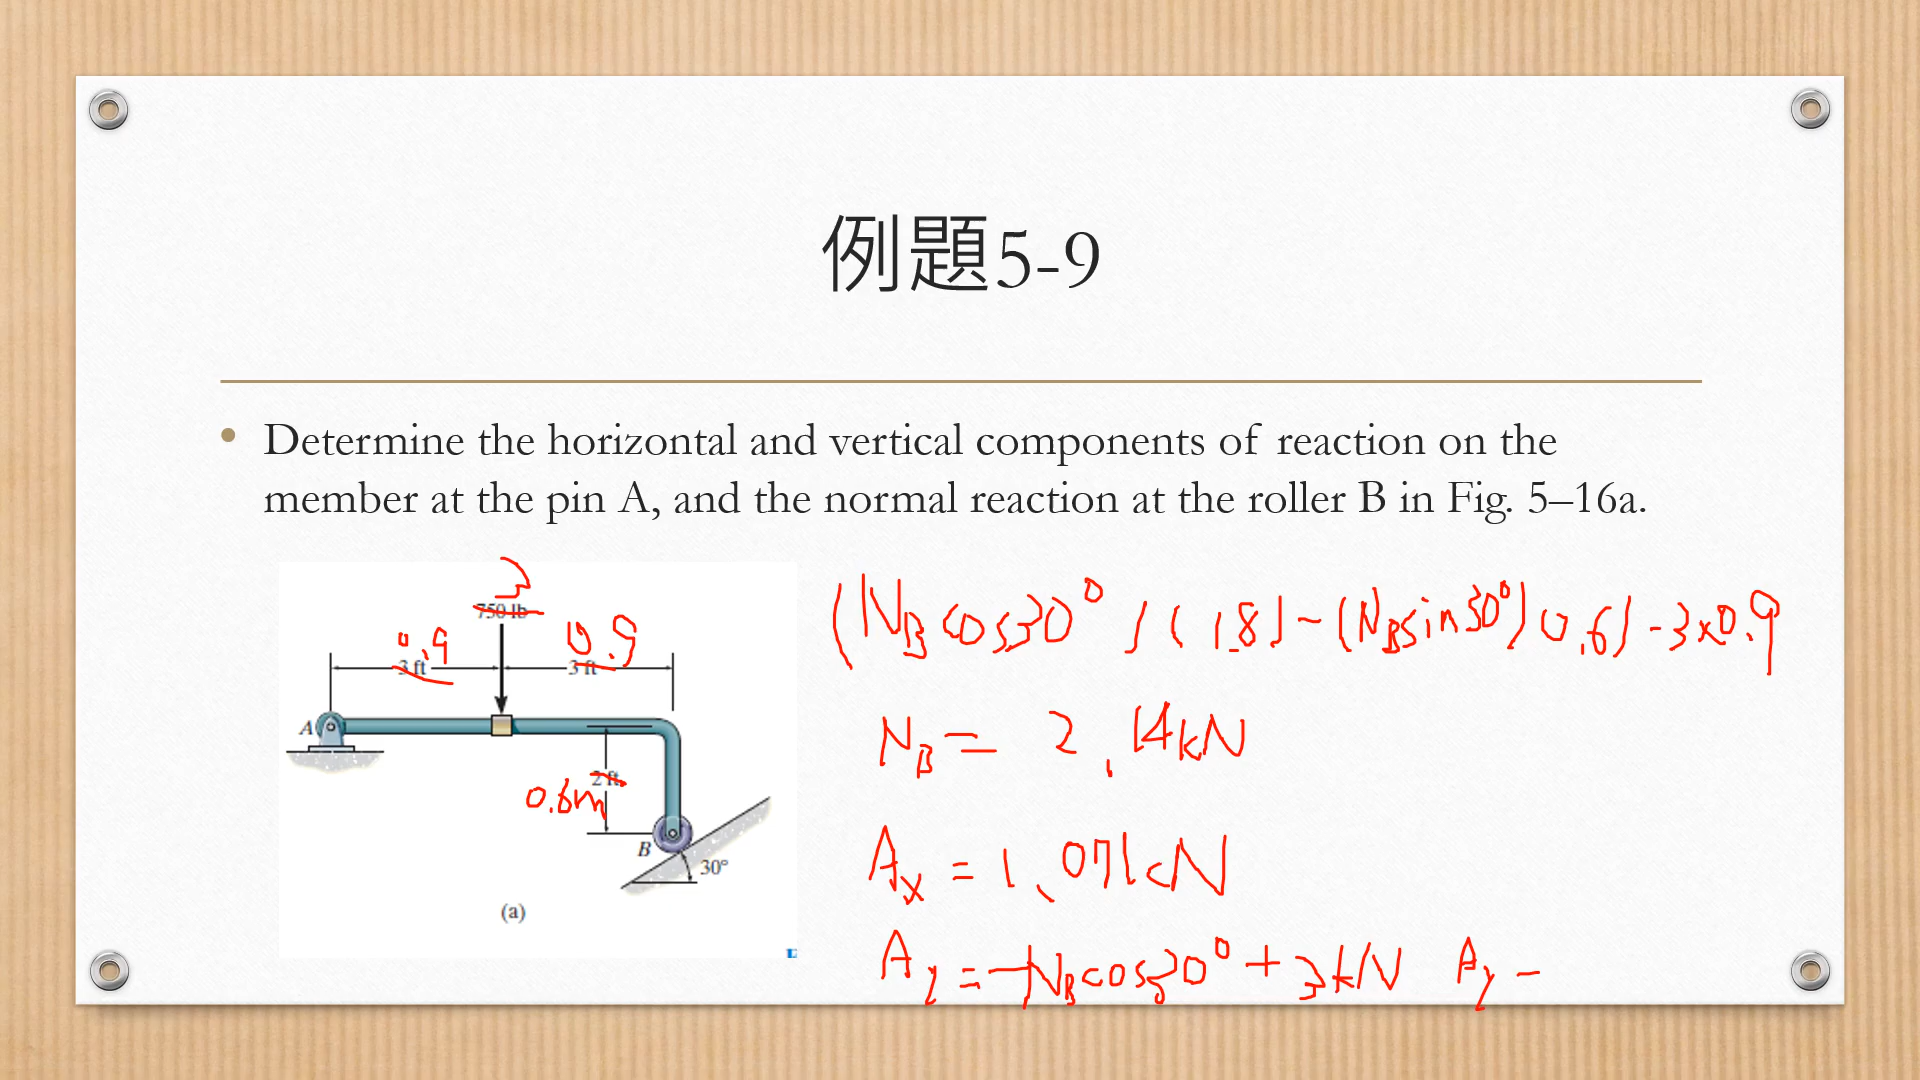 例題5-9
• Determine the horizontal and vertical components of reaction on the
member at the pin A, and the normal reaction at the roller B in Fig. 5–16a.
3
750 lb
0.9 0.9
3 ft 3 ft
A
2 ft
0.6m
B
30°
(a)
(N_B cos30°)(1.8) - (N_B sin30°)0.6) - 3x0.9
N_B = 2.14kN
A_x = 1.07kN
A_y = -N_B cos30° + 3kN A_y -